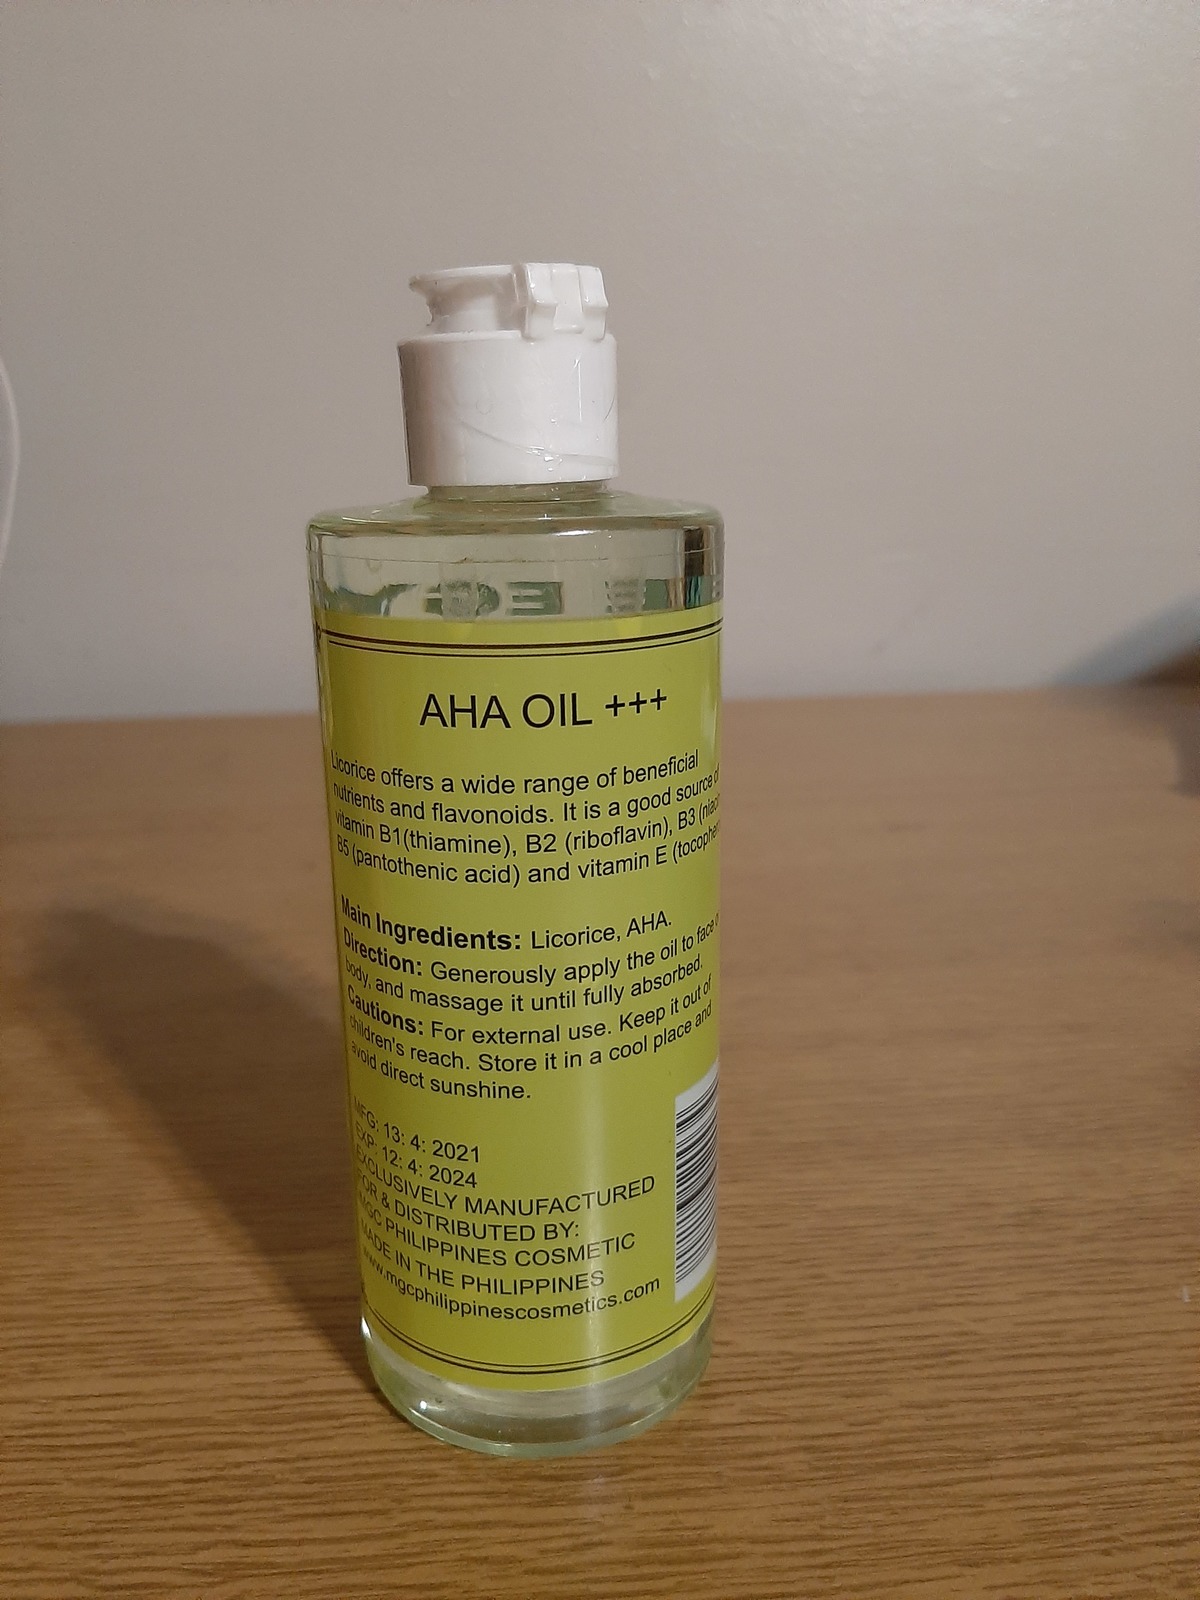 AHA OIL +++
Licorice offers a wide range of beneficial
nutrients and flavonoids. It is a good source of
vitamin B1(thiamine), B2 (riboflavin), B3 (niacin
B5 (pantothenic acid) and vitamin E (tocophe
Main Ingredients: Licorice, AHA.
Direction: Generously apply the oil to face o
body, and massage it until fully absorbed.
Cautions: For external use. Keep it out of
children's reach. Store it in a cool place and
avoid direct sunshine.
MFG: 13: 4: 2021
EXP: 12: 4: 2024
EXCLUSIVELY MANUFACTURED
FOR & DISTRIBUTED BY:
MGC PHILIPPINES COSMETIC
MADE IN THE PHILIPPINES
www.mgcphilippinescosmetics.com